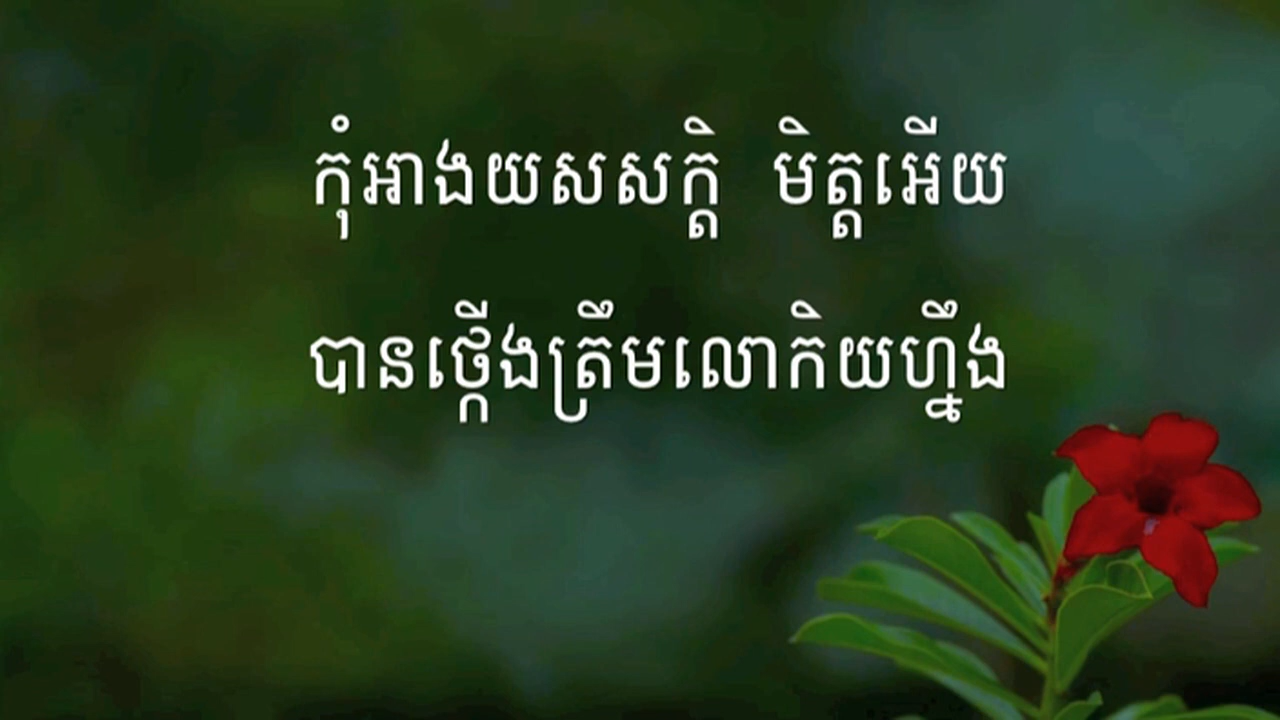 កុំអាងយសសក្តិ មិត្តអើយ
បានថ្កើងត្រឹមលោកិយហ្នឹង